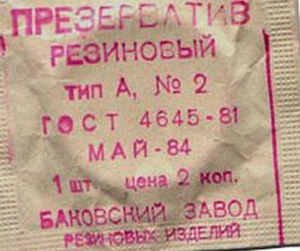 ПРЕЗЕРВАТИВ
РЕЗИНОВЫЙ
ТИП А, № 2
ГОСТ 4645-81
МАЙ-84
1 шт. цена 2 коп.
БАКОВСКИЙ ЗАВОД
РЕЗИНОВЫХ ИЗДЕЛИЙ